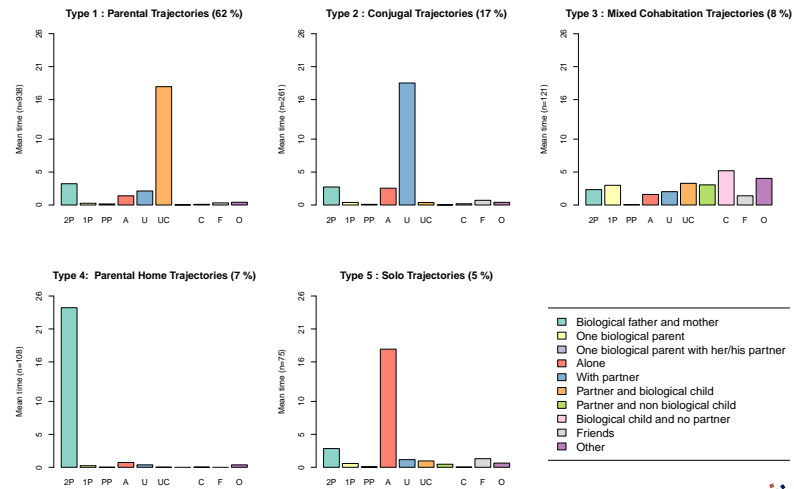 Type 1 : Parental Trajectories (62 %)
Mean time (n=938)
26
21
16
10
5
0
2P 1P PP A U UC C F O
Type 2 : Conjugal Trajectories (17 %)
Mean time (n=261)
26
21
16
10
5
0
2P 1P PP A U UC C F O
Type 3 : Mixed Cohabitation Trajectories (8 %)
Mean time (n=121)
26
21
16
10
5
0
2P 1P PP A U UC C F O
Type 4: Parental Home Trajectories (7 %)
Mean time (n=108)
26
21
16
10
5
0
2P 1P PP A U UC C F O
Type 5 : Solo Trajectories (5 %)
Mean time (n=75)
26
21
16
10
5
0
2P 1P PP A U UC C F O
Biological father and mother
One biological parent
One biological parent with her/his partner
Alone
With partner
Partner and biological child
Partner and non biological child
Biological child and no partner
Friends
Other